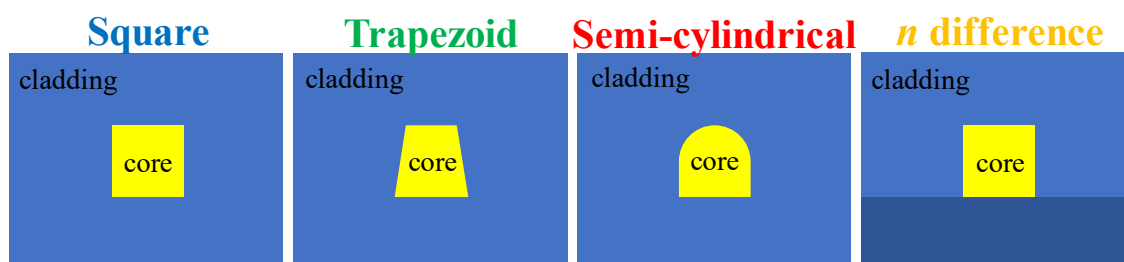 Square
Trapezoid
Semi-cylindrical
n difference
cladding
cladding
cladding
cladding
core
core
core
core